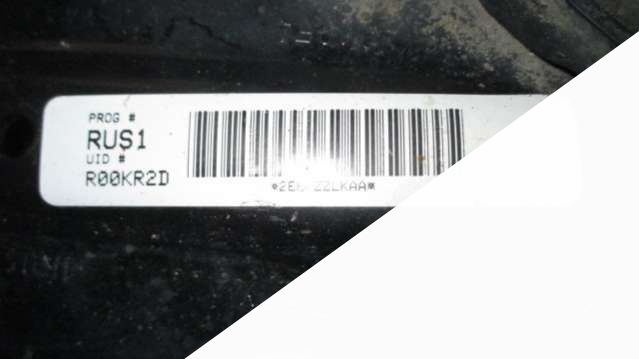 PROG #
RUS1
UID #
R00KR2D